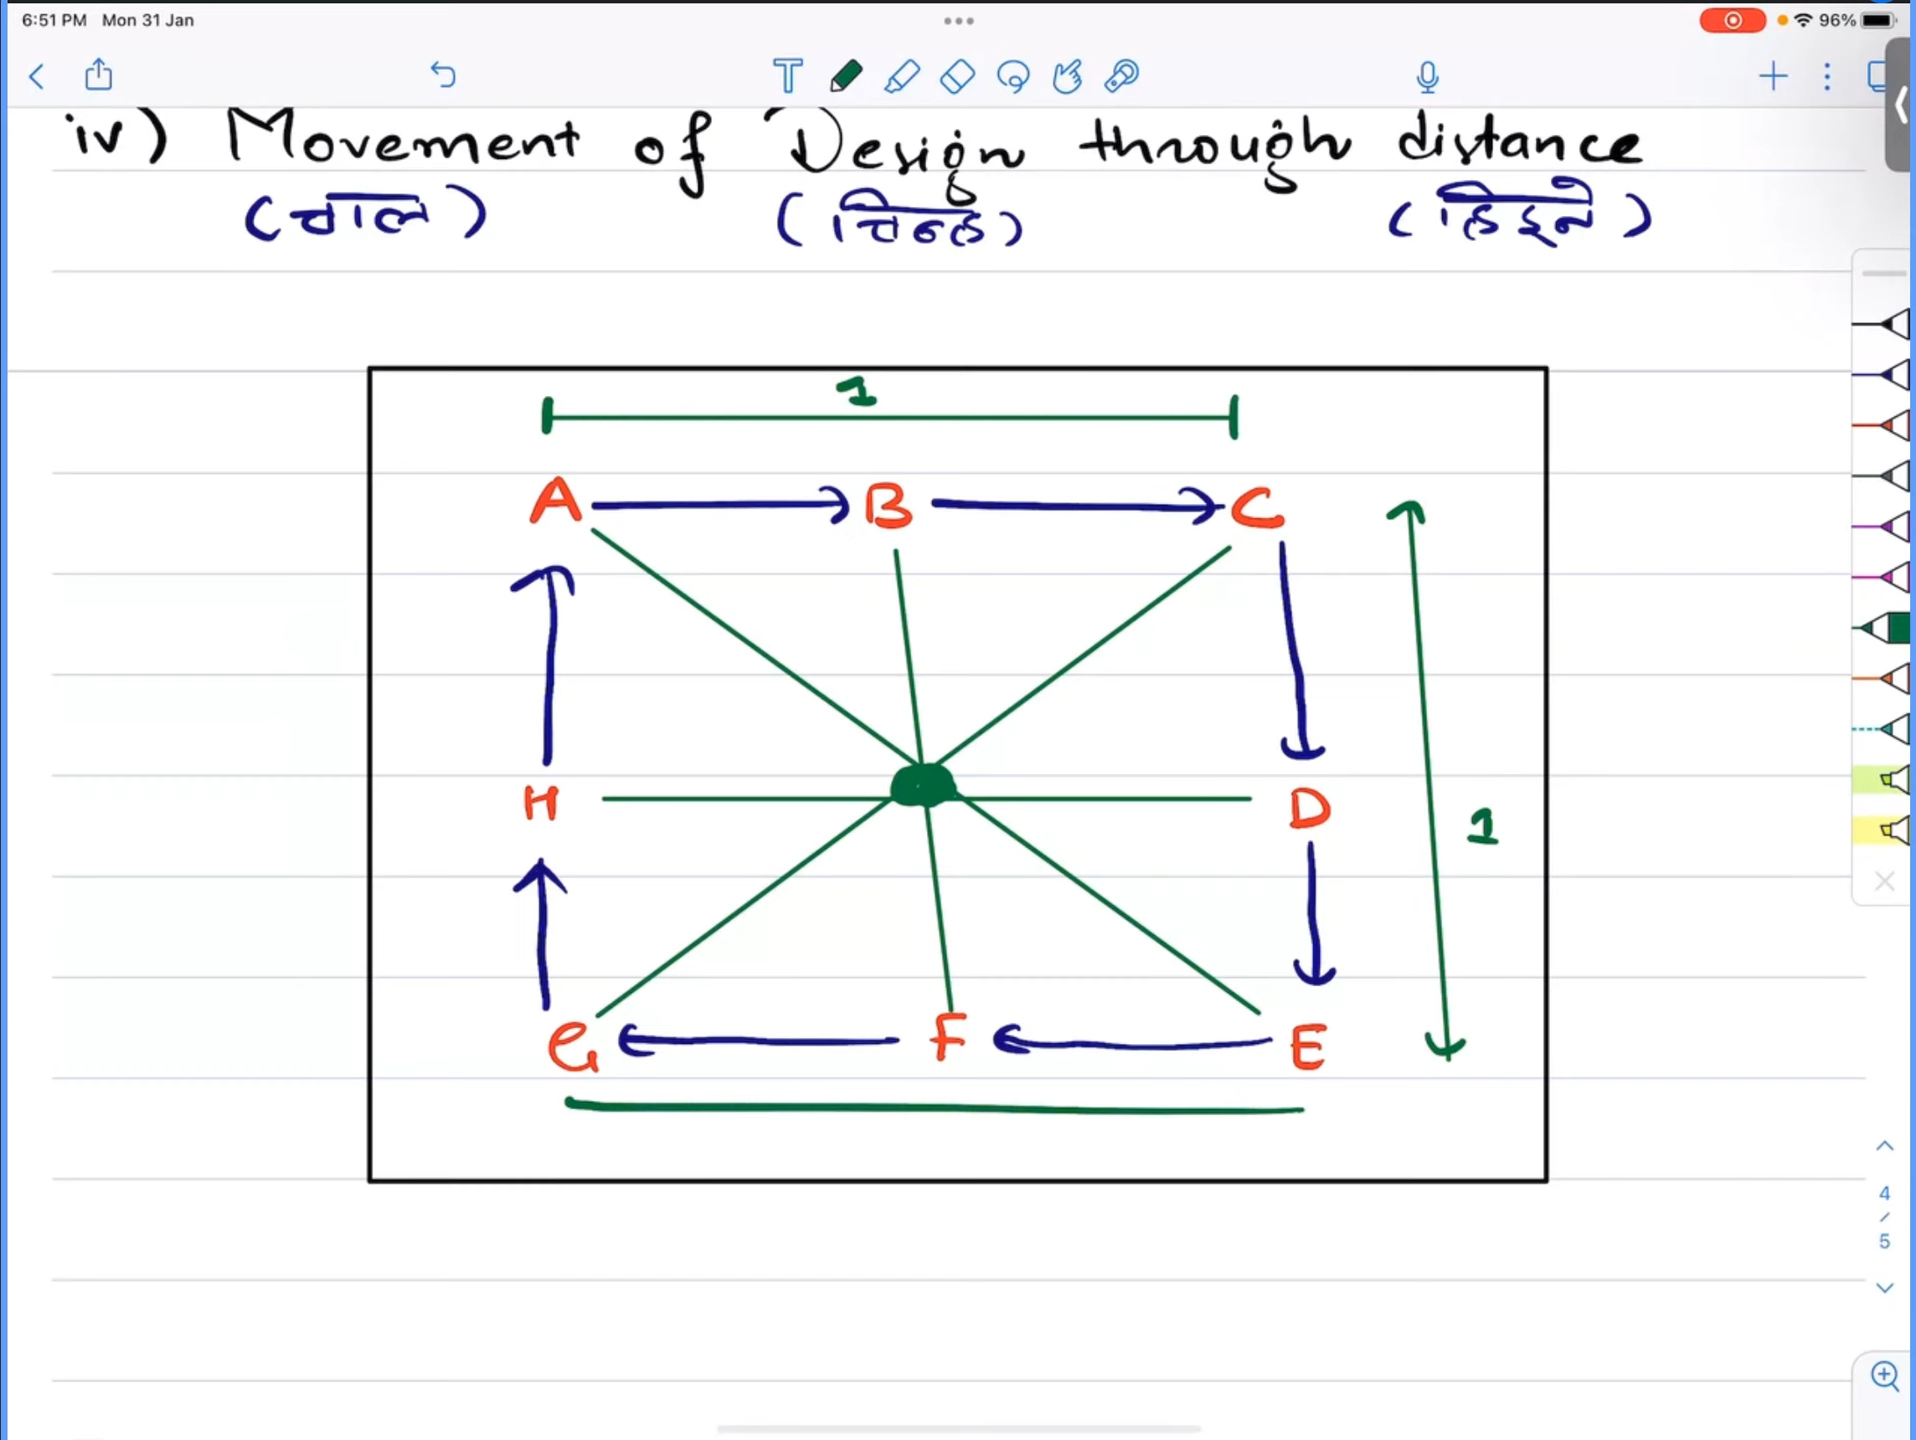 6:51 PM Mon 31 Jan
96%
T
iv) Movement of Design through distance
(चाल) (चिन्ह)
1
A B C
H D
1
G F E
4
/
5